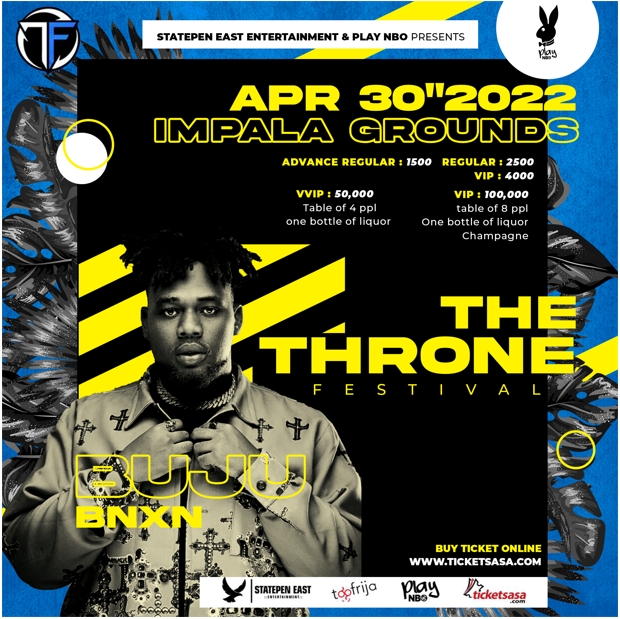 TF
STATEPEN EAST ENTERTAINMENT & PLAY NBO PRESENTS
play
NBO
APR 30"2022
IMPALA GROUNDS
ADVANCE REGULAR : 1500 REGULAR : 2500
VIP : 4000
VVIP : 50,000
Table of 4 ppl
one bottle of liquor
VIP : 100,000
table of 8 ppl
One bottle of liquor
Champagne
THE
THRONE
FESTIVAL
BUJU
BNXN
BUY TICKET ONLINE
WWW.TICKETSASA.COM
STATEPEN EAST
ENTERTAINMENT
tdofrija
play
NBO
ticketsasa
.com